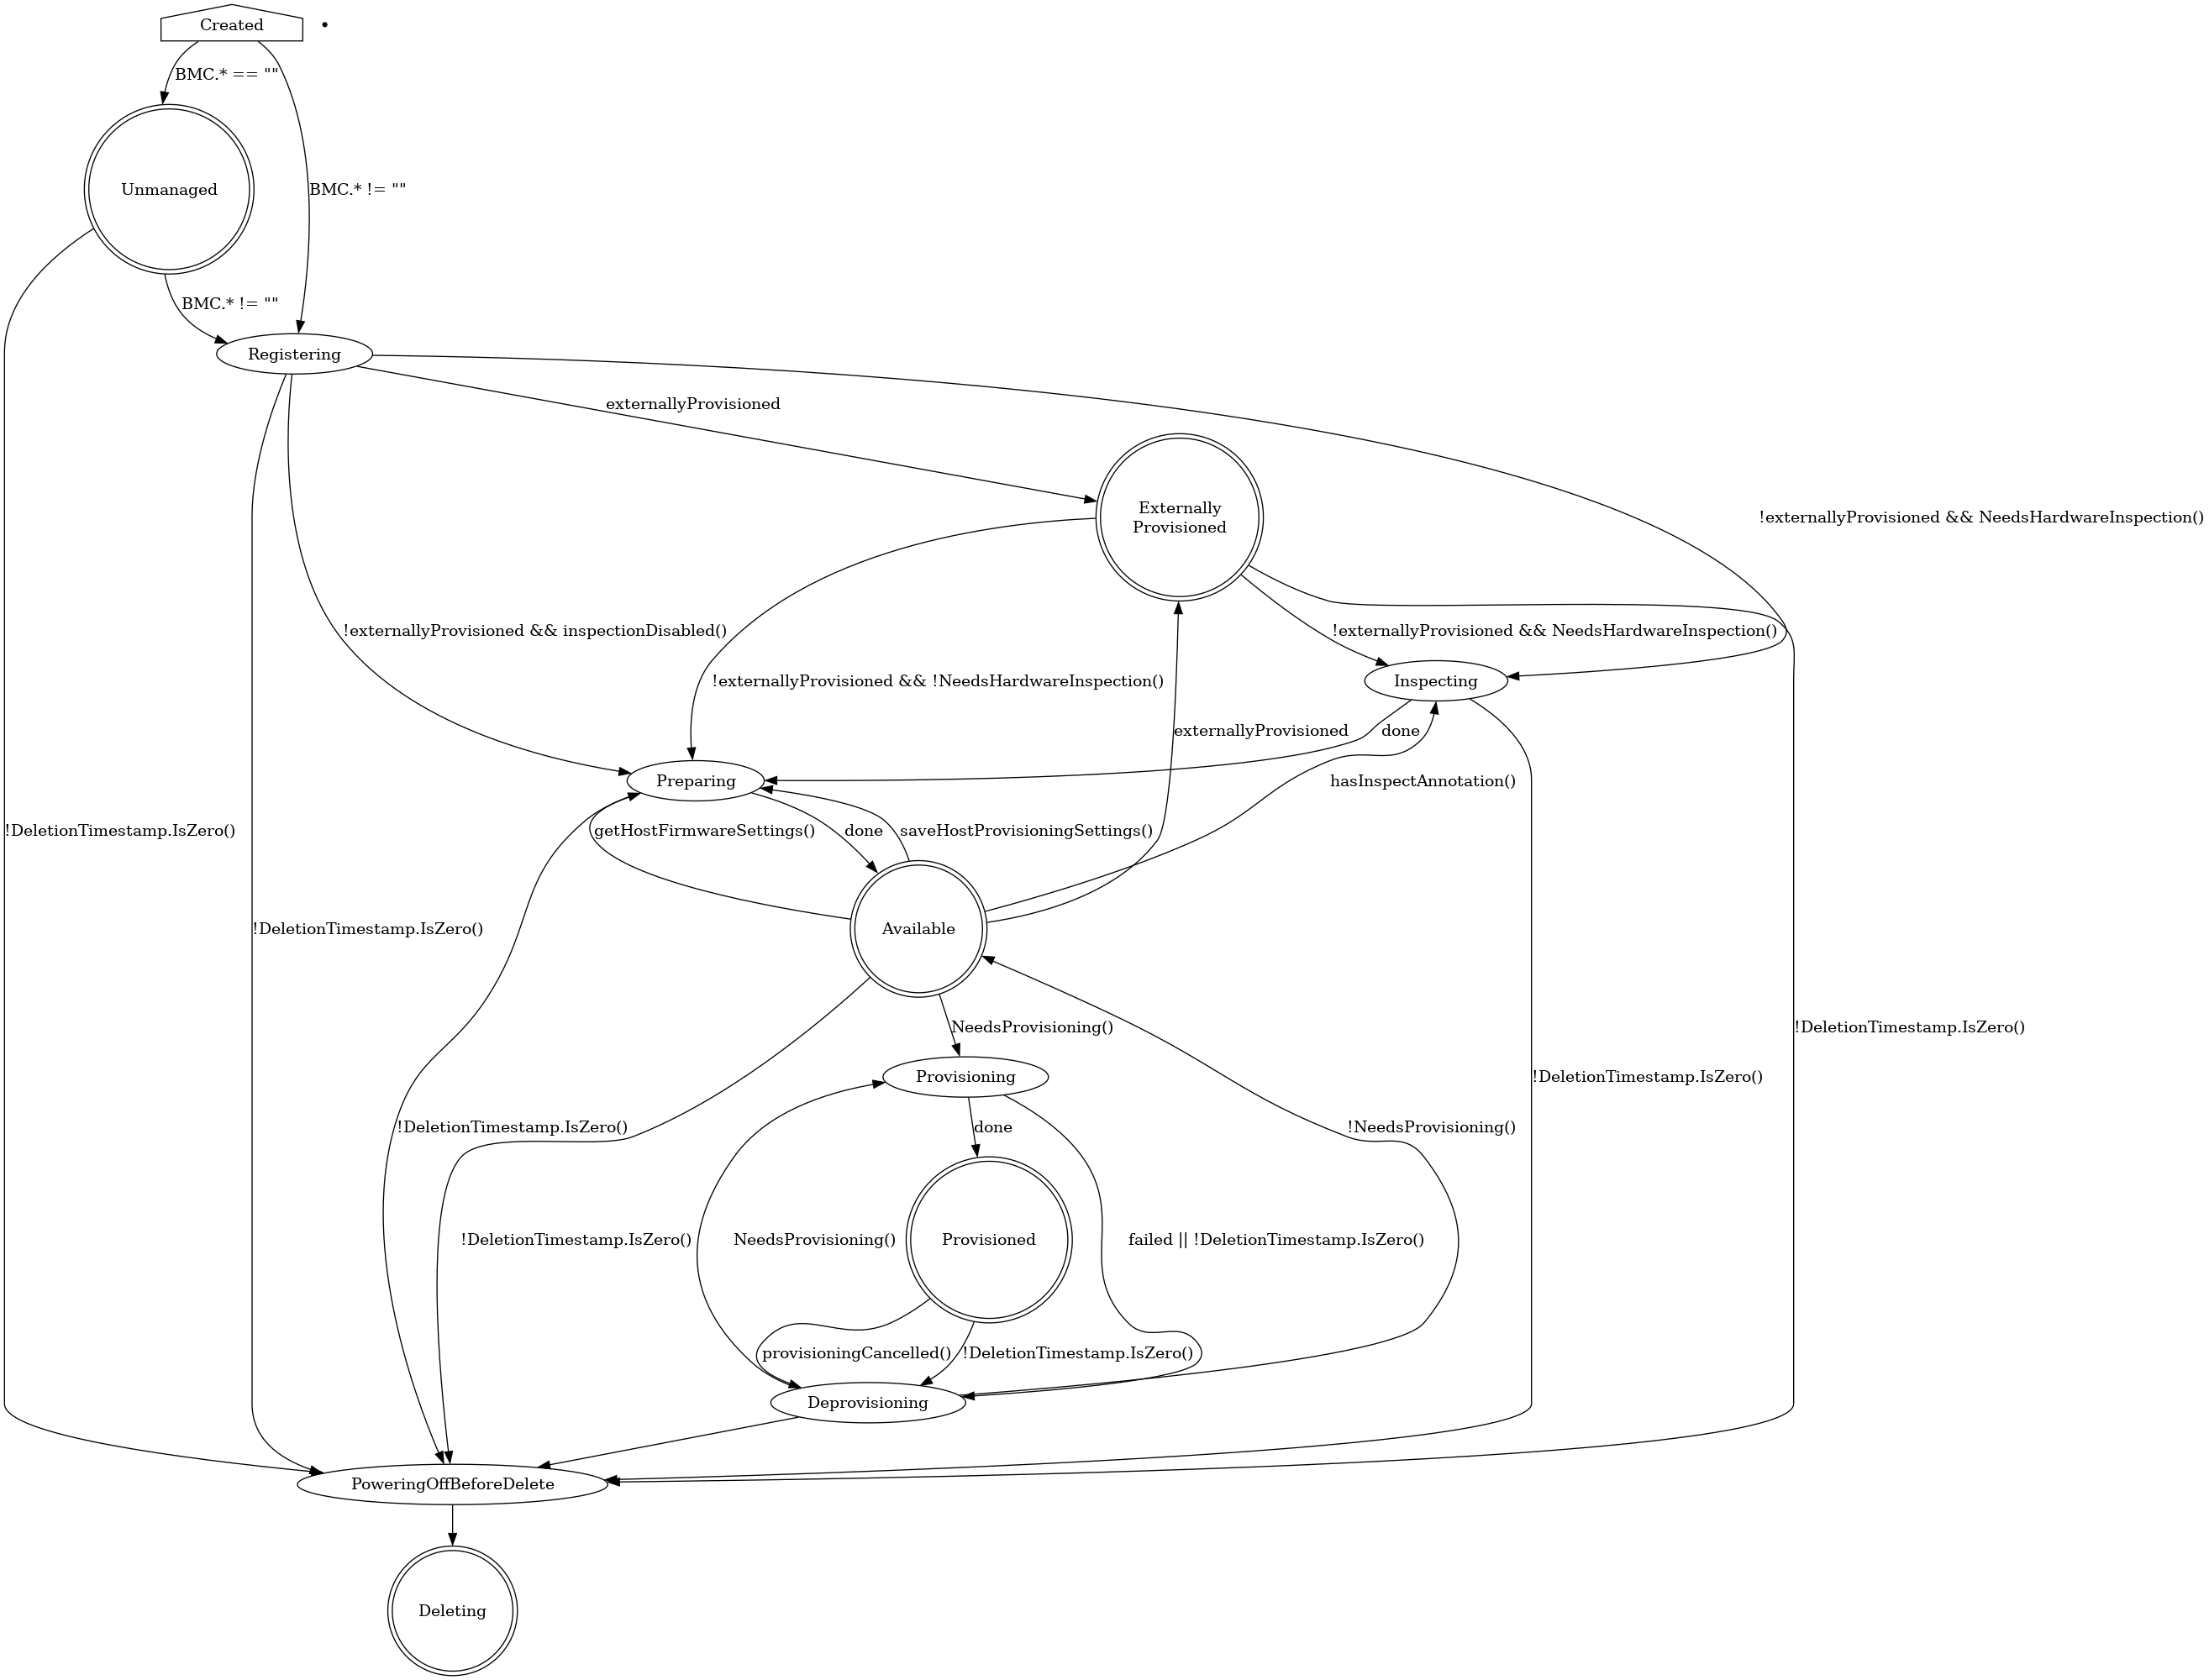 Created
BMC.* == ""
Unmanaged
BMC.* != ""
BMC.* != ""
Registering
externallyProvisioned
Externally
Provisioned
!externallyProvisioned && NeedsHardwareInspection()
!externallyProvisioned && inspectionDisabled()
!externallyProvisioned && NeedsHardwareInspection()
!externallyProvisioned && !NeedsHardwareInspection()
Inspecting
externallyProvisioned
done
Preparing
hasInspectAnnotation()
!DeletionTimestamp.IsZero()
getHostFirmwareSettings()
done
saveHostProvisioningSettings()
!DeletionTimestamp.IsZero()
Available
NeedsProvisioning()
!DeletionTimestamp.IsZero()
Provisioning
!DeletionTimestamp.IsZero()
!DeletionTimestamp.IsZero()
done
!NeedsProvisioning()
!DeletionTimestamp.IsZero()
NeedsProvisioning()
Provisioned
failed || !DeletionTimestamp.IsZero()
provisioningCancelled()
!DeletionTimestamp.IsZero()
Deprovisioning
PoweringOffBeforeDelete
Deleting